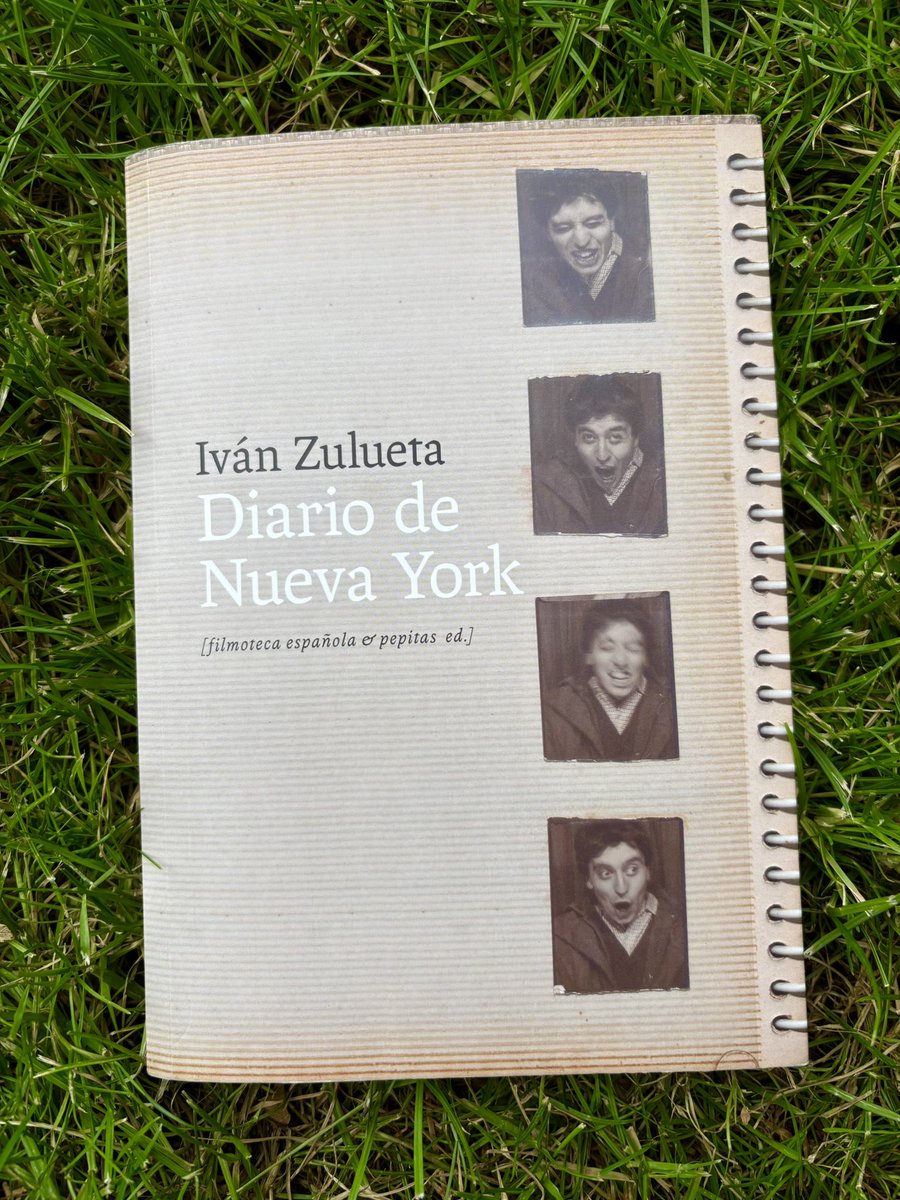 Iván Zulueta
Diario de
Nueva York
[filmoteca española & pepitas ed.]